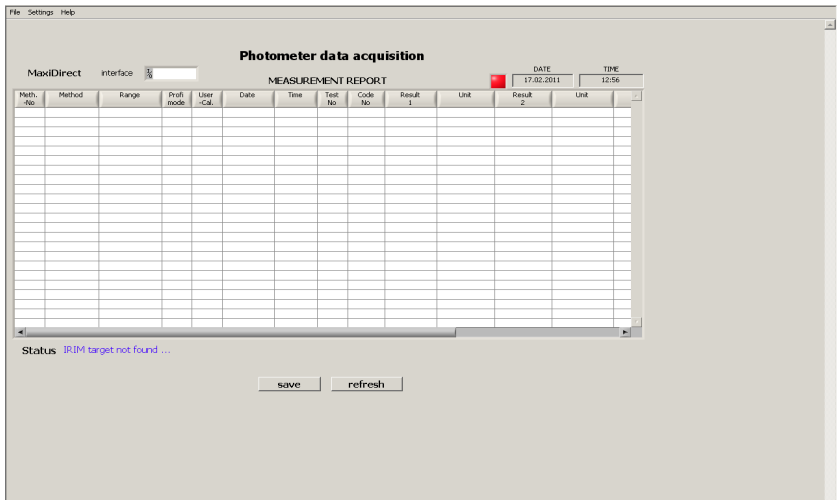 File Settings Help
Photometer data acquisition
MaxiDirect interface
MEASUREMENT REPORT
DATE TIME
17.02.2011 12:56
Meth. -No Method Range Profi mode User -Cal. Date Time Test No Code No Result 1 Unit Result 2 Unit
Status IRIM target not found ...
save refresh